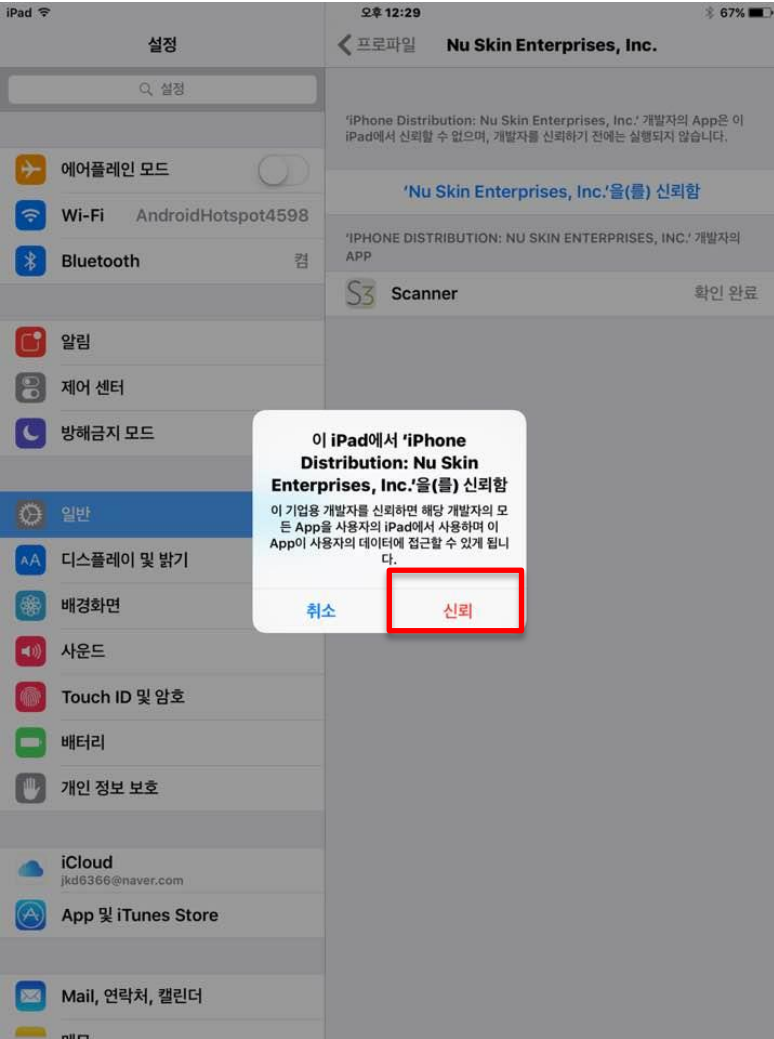 iPad
오후 12:29
67%
설정
프로파일
Nu Skin Enterprises, Inc.
설정
'iPhone Distribution: Nu Skin Enterprises, Inc.' 개발자의 App은 이
iPad에서 신뢰할 수 없으며, 개발자를 신뢰하기 전에는 실행되지 않습니다.
'Nu Skin Enterprises, Inc.'을(를) 신뢰함
'IPHONE DISTRIBUTION: NU SKIN ENTERPRISES, INC.' 개발자의
APP
S3 Scanner
확인 완료
에어플레인 모드
Wi-Fi AndroidHotspot4598
Bluetooth 켬
알림
제어 센터
방해금지 모드
일반
AA 디스플레이 및 밝기
배경화면
사운드
Touch ID 및 암호
배터리
개인 정보 보호
iCloud
jkd6366@naver.com
App 및 iTunes Store
Mail, 연락처, 캘린더
메모
이 iPad에서 'iPhone
Distribution: Nu Skin
Enterprises, Inc.'을(를) 신뢰함
이 기업용 개발자를 신뢰하면 해당 개발자의 모
든 App을 사용자의 iPad에서 사용하며 이
App이 사용자의 데이터에 접근할 수 있게 됩니
다.
취소
신뢰